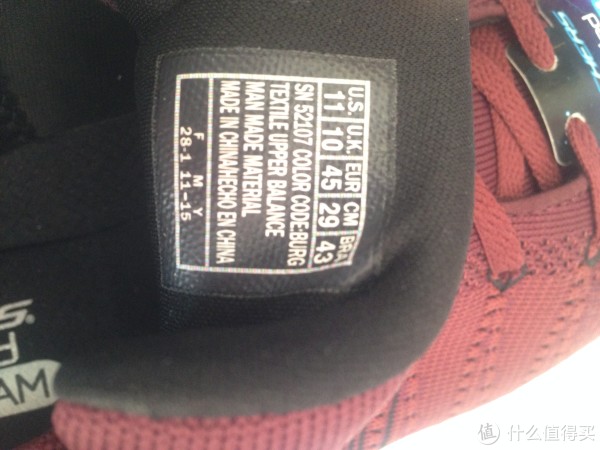 U.S. U.K. EUR CM BRA
11 10 45 29 43
SN 52107 COLOR CODE:BURG
TEXTILE UPPER BALANCE
MAN MADE MATERIAL
MADE IN CHINA/HECHO EN CHINA
F M Y
28-1 11-15
值 什么值得买